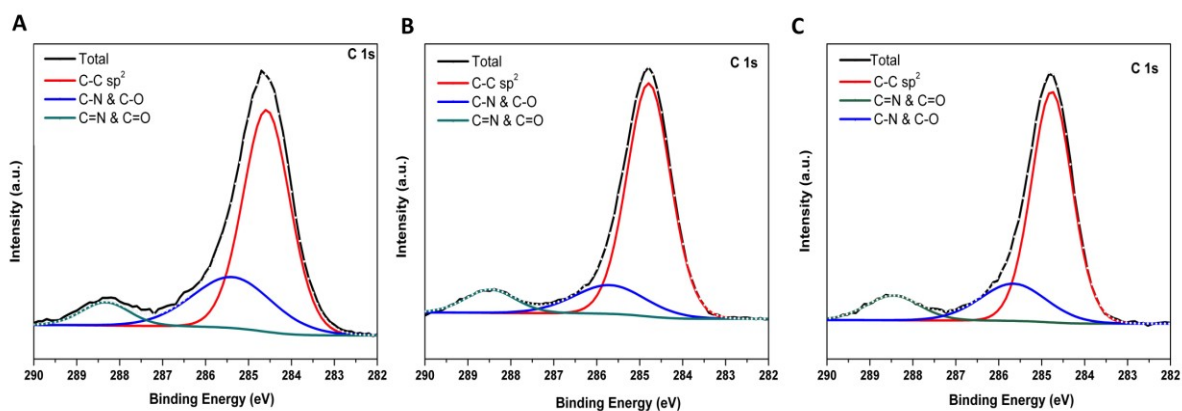 A
C 1s
Total
C-C sp²
C-N & C-O
C=N & C=O
Intensity (a.u.)
290 289 288 287 286 285 284 283 282
Binding Energy (eV)
B
C 1s
Total
C-C sp²
C-N & C-O
C=N & C=O
Intensity (a.u.)
290 289 288 287 286 285 284 283 282
Binding Energy (eV)
C
C 1s
Total
C-C sp²
C=N & C=O
C-N & C-O
Intensity (a.u.)
290 289 288 287 286 285 284 283 282
Binding Energy (eV)